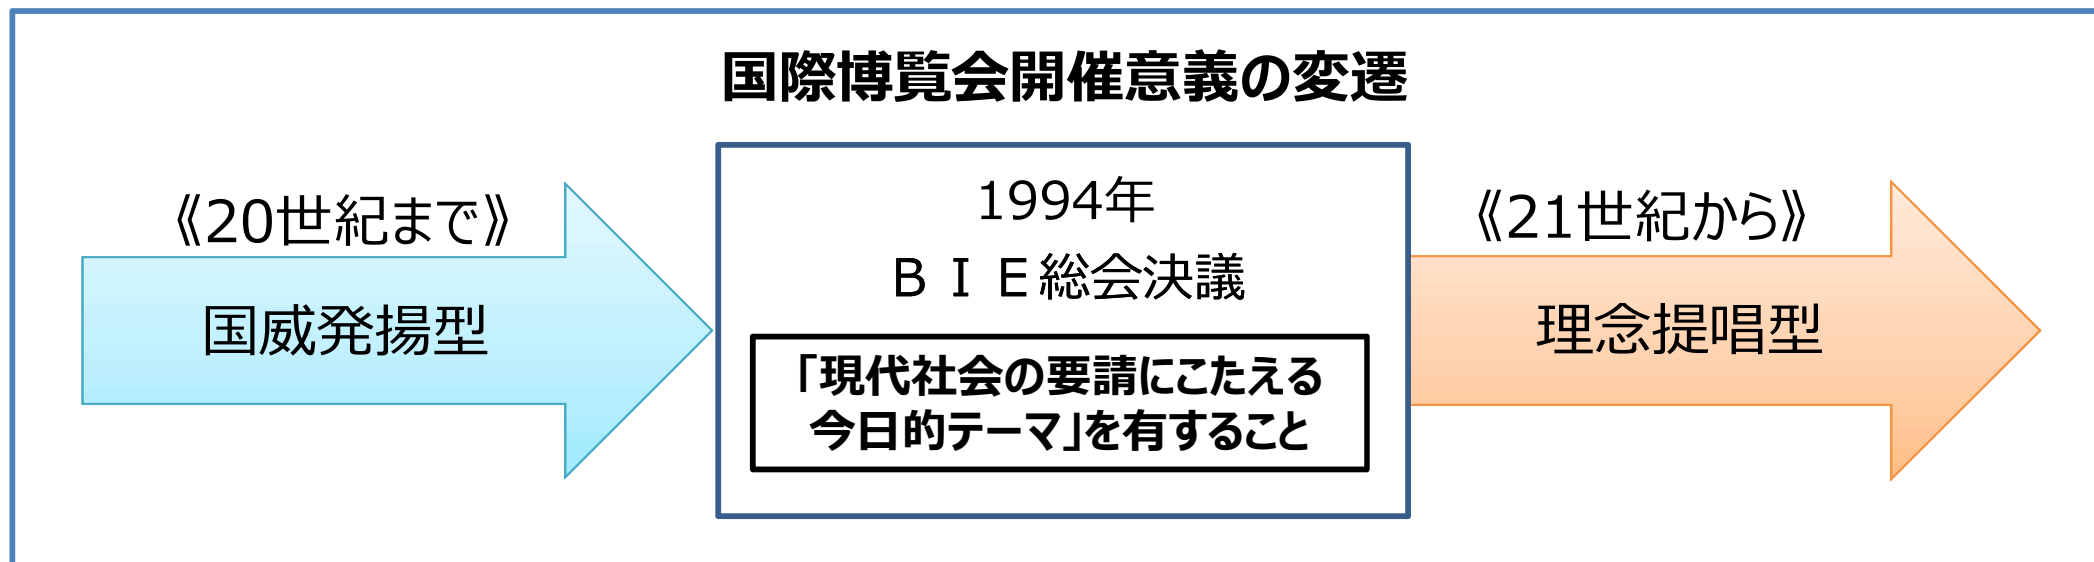 国際博覧会開催意義の変遷
《20世紀まで》
国威発揚型
1994年
ＢＩＥ総会決議
「現代社会の要請にこたえる
今日的テーマ」を有すること
《21世紀から》
理念提唱型